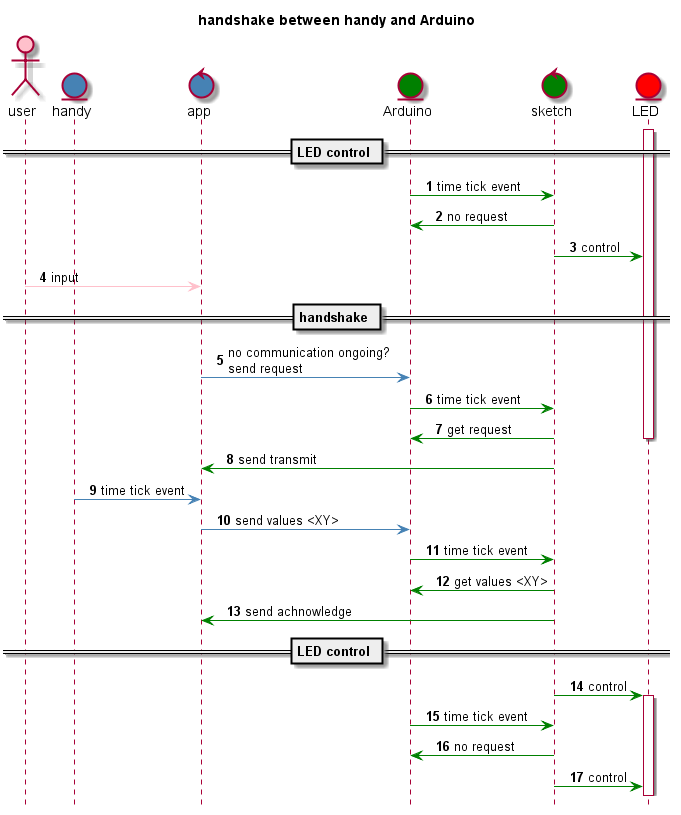 handshake between handy and Arduino
user
handy
app
Arduino
sketch
LED
LED control
1 time tick event
2 no request
3 control
4 input
handshake
no communication ongoing?
5 send request
6 time tick event
7 get request
8 send transmit
9 time tick event
10 send values <XY>
11 time tick event
12 get values <XY>
13 send achnowledge
LED control
14 control
15 time tick event
16 no request
17 control